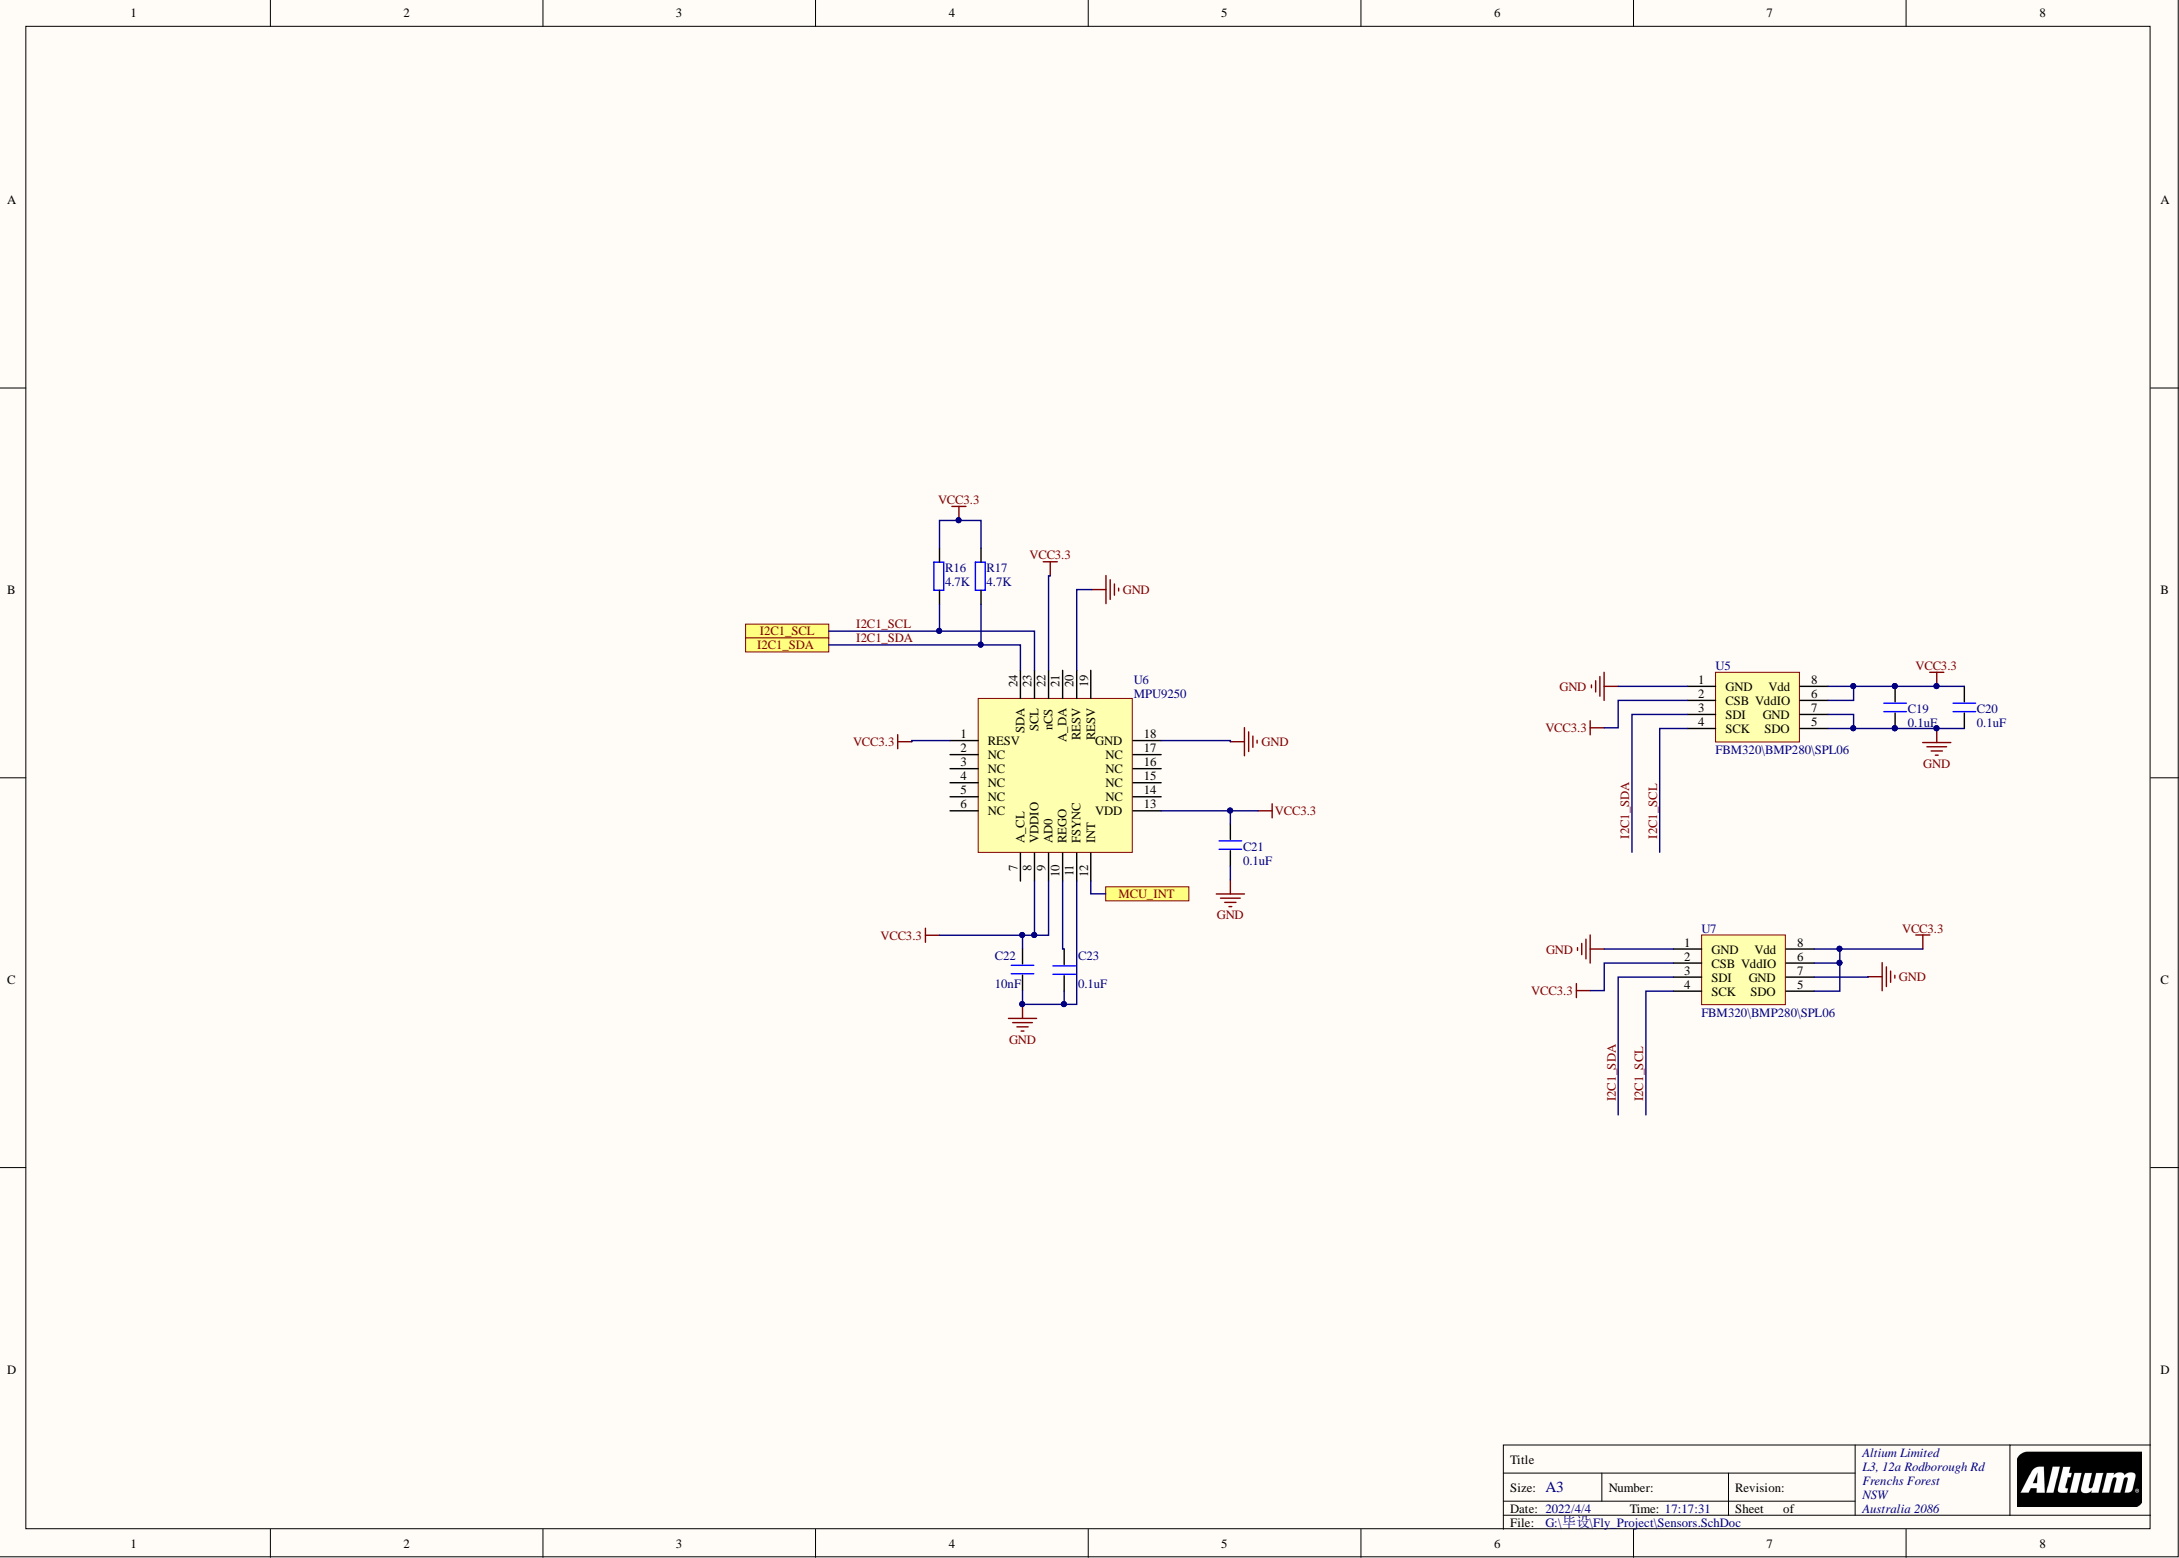 1 2 3 4 5 6 7 8
A A
B B
C C
D D
VCC3.3
R16
4.7K
R17
4.7K
VCC3.3
GND
I2C1_SCL
I2C1_SDA
I2C1_SCL
I2C1_SDA
U6
MPU9250
24 23 22 21 20 19
SDA SCL nCS A_DA RESV RESV
VCC3.3
1 RESV
2 NC
3 NC
4 NC
5 NC
6 NC
GND 18
NC 17
NC 16
NC 15
NC 14
VDD 13
GND
VCC3.3
A_CL VDDIO AD0 REGO FSYNC INT
7 8 9 10 11 12
C21
0.1uF
GND
MCU_INT
VCC3.3
C22
10nF
C23
0.1uF
GND
U5
GND
VCC3.3
1 GND Vdd 8
2 CSB VddIO 6
3 SDI GND 7
4 SCK SDO 5
FBM320\BMP280\SPL06
VCC3.3
C19
0.1uF
C20
0.1uF
GND
I2C1_SDA
I2C1_SCL
U7
GND
VCC3.3
1 GND Vdd 8
2 CSB VddIO 6
3 SDI GND 7
4 SCK SDO 5
FBM320\BMP280\SPL06
VCC3.3
GND
I2C1_SDA
I2C1_SCL
Title
Size: A3 Number: Revision:
Date: 2022/4/4 Time: 17:17:31 Sheet of
File: G:\毕设\Fly_Project\Sensors.SchDoc
Altium Limited
L3, 12a Rodborough Rd
Frenchs Forest
NSW
Australia 2086
Altium.
1 2 3 4 5 6 7 8